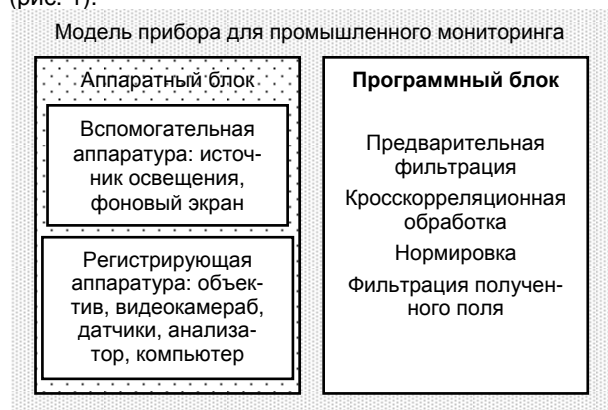 (рис. 1).
Модель прибора для промышленного мониторинга
Аппаратный блок
Вспомогательная
аппаратура: источ-
ник освещения,
фоновый экран
Регистрирующая
аппаратура: объек-
тив, видеокамераб,
датчики, анализа-
тор, компьютер
Программный блок
Предварительная
фильтрация
Кросскорреляционная
обработка
Нормировка
Фильтрация получен-
ного поля